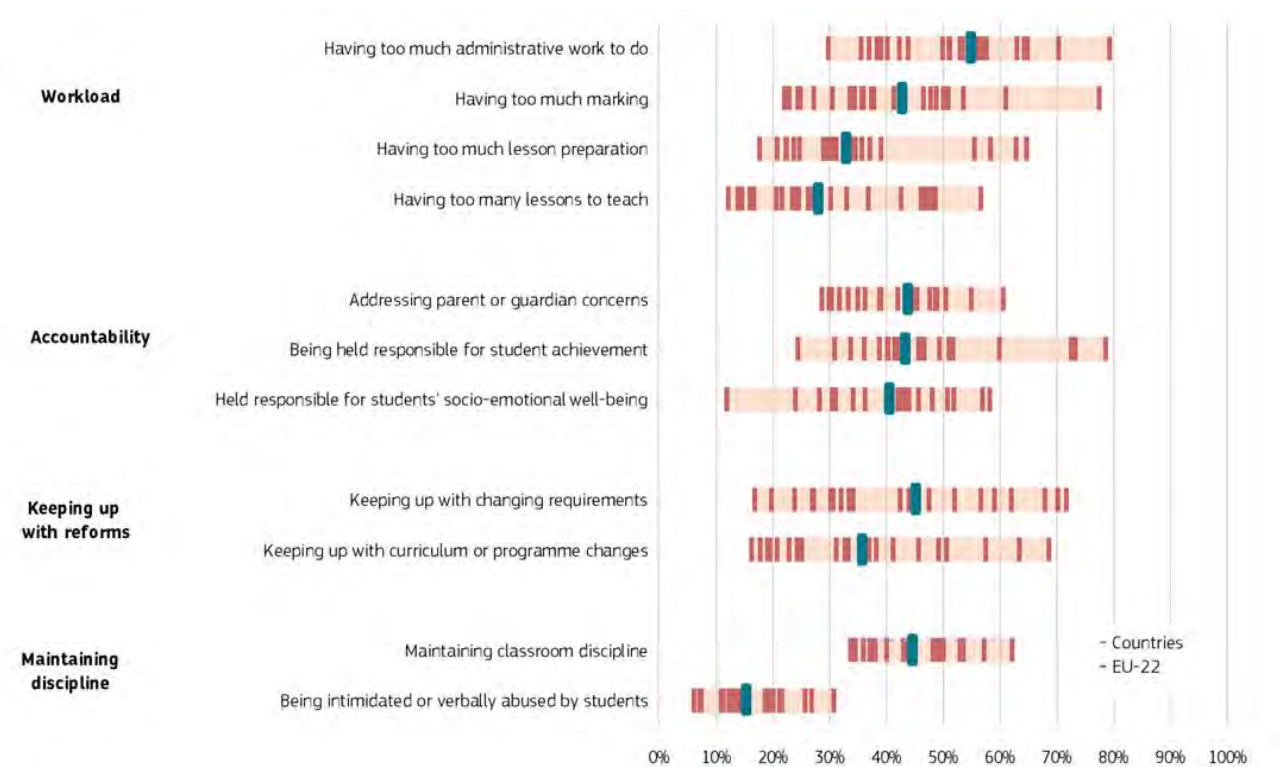 Workload
Having too much administrative work to do
Having too much marking
Having too much lesson preparation
Having too many lessons to teach
Accountability
Addressing parent or guardian concerns
Being held responsible for student achievement
Held responsible for students' socio-emotional well-being
Keeping up
with reforms
Keeping up with changing requirements
Keeping up with curriculum or programme changes
Maintaining
discipline
Maintaining classroom discipline
Being intimidated or verbally abused by students
- Countries
- EU-22
0% 10% 20% 30% 40% 50% 60% 70% 80% 90% 100%